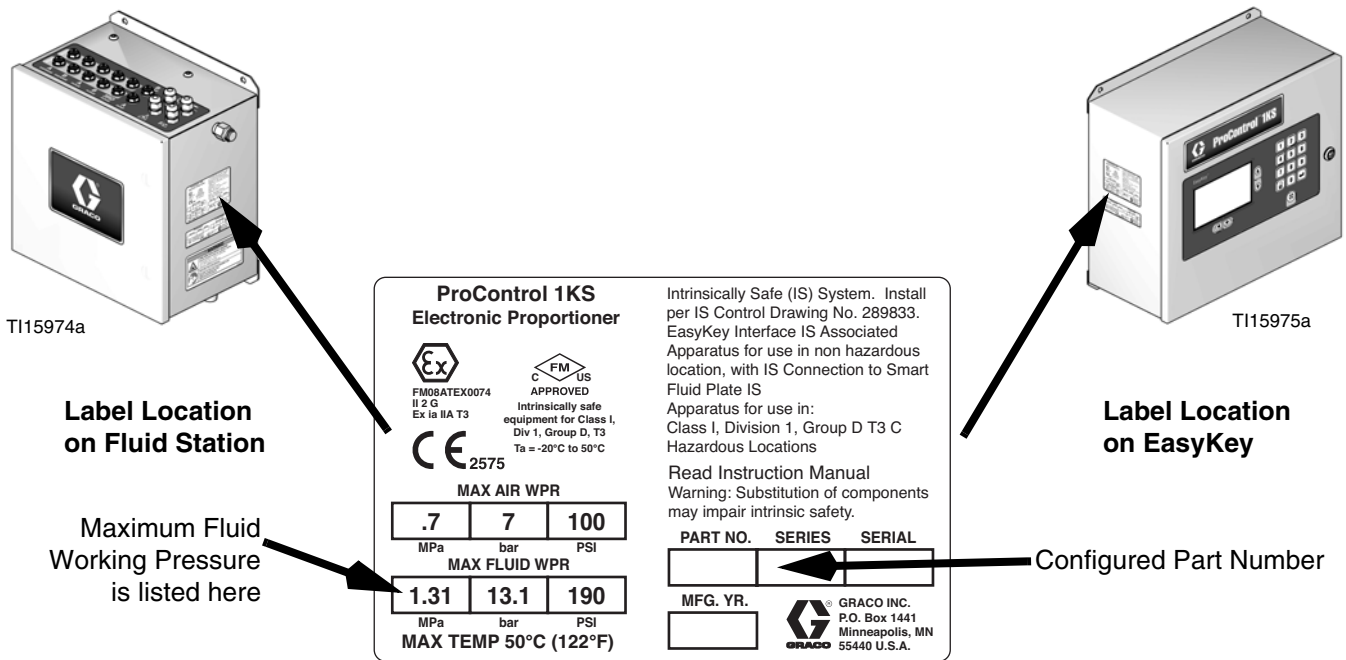 GRACO
ProControl 1KS
TI15974a
TI15975a
Label Location
on Fluid Station
Label Location
on EasyKey
Maximum Fluid
Working Pressure
is listed here
Configured Part Number
ProControl 1KS
Electronic Proportioner
Ex
FM08ATEX0074
II 2 G
Ex ia IIA T3
CE 2575
FM
C US
APPROVED
Intrinsically safe
equipment for Class I,
Div 1, Group D, T3
Ta = -20°C to 50°C
MAX AIR WPR
.7 7 100
MPa bar PSI
MAX FLUID WPR
1.31 13.1 190
MPa bar PSI
MAX TEMP 50°C (122°F)
Intrinsically Safe (IS) System. Install
per IS Control Drawing No. 289833.
EasyKey Interface IS Associated
Apparatus for use in non hazardous
location, with IS Connection to Smart
Fluid Plate IS
Apparatus for use in:
Class I, Division 1, Group D T3 C
Hazardous Locations
Read Instruction Manual
Warning: Substitution of components
may impair intrinsic safety.
PART NO. SERIES SERIAL
MFG. YR.
GRACO
®
GRACO INC.
P.O. Box 1441
Minneapolis, MN
55440 U.S.A.